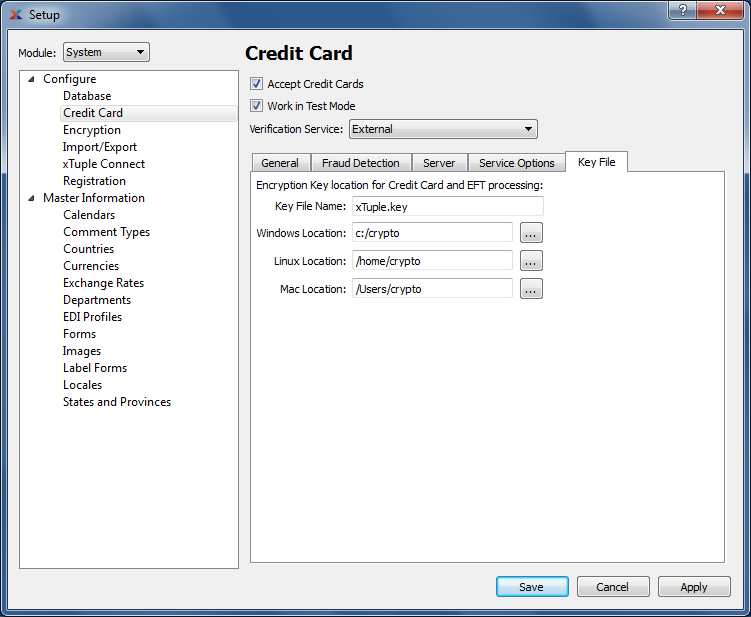 Setup
?
Module: System
Configure
Database
Credit Card
Encryption
Import/Export
xTuple Connect
Registration
Master Information
Calendars
Comment Types
Countries
Currencies
Exchange Rates
Departments
EDI Profiles
Forms
Images
Label Forms
Locales
States and Provinces
Credit Card
Accept Credit Cards
Work in Test Mode
Verification Service: External
General Fraud Detection Server Service Options Key File
Encryption Key location for Credit Card and EFT processing:
Key File Name: xTuple.key
Windows Location: c:/crypto ...
Linux Location: /home/crypto ...
Mac Location: /Users/crypto ...
Save Cancel Apply